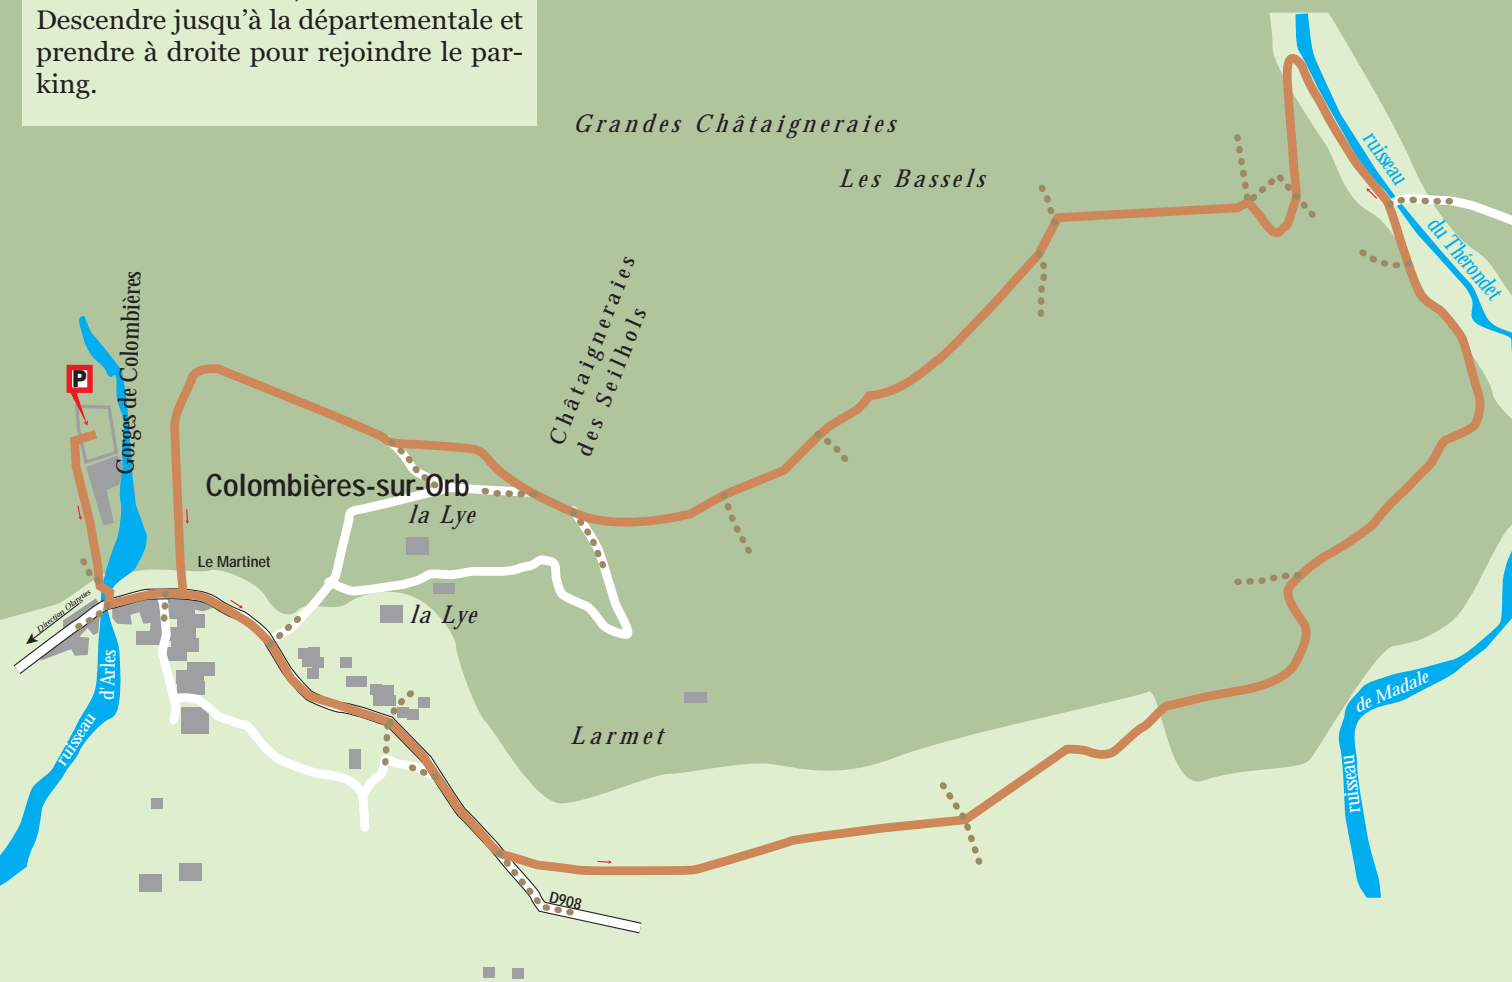 Descendre jusqu'à la départementale et
prendre à droite pour rejoindre le par-
king.
Grandes Châtaigneraies
Les Bassels
ruisseau
du Thérondet
Châtaigneraies
des Seilhols
Gorges de Colombières
P
Colombières-sur-Orb
la Lye
Le Martinet
Direction Olargues
la Lye
d'Arles
ruisseau
Larmet
de Madale
ruisseau
D908